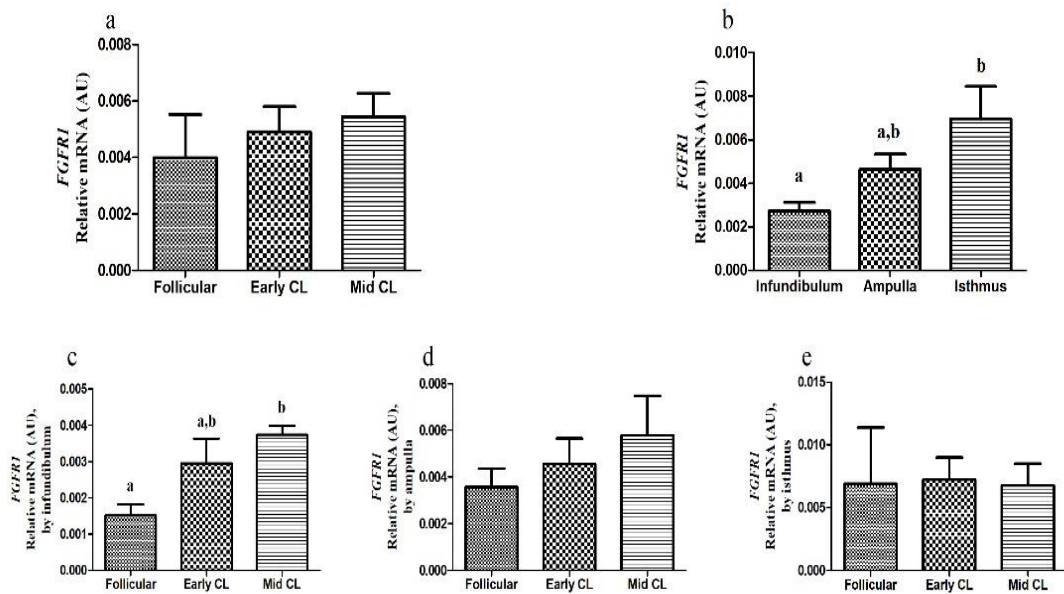 a
FGFR1
Relative mRNA (AU)
0.008
0.006
0.004
0.002
0.000
Follicular Early CL Mid CL
b
FGFR1
Relative mRNA (AU)
0.010
0.008
0.006
0.004
0.002
0.000
a
a,b
b
Infundibulum Ampulla Isthmus
c
FGFR1
Relative mRNA (AU),
by infundibulum
0.005
0.004
0.003
0.002
0.001
0.000
a
a,b
b
Follicular Early CL Mid CL
d
FGFR1
Relative mRNA (AU),
by ampulla
0.008
0.006
0.004
0.002
0.000
Follicular Early CL Mid CL
e
FGFR1
Relative mRNA (AU),
by isthmus
0.015
0.010
0.005
0.000
Follicular Early CL Mid CL